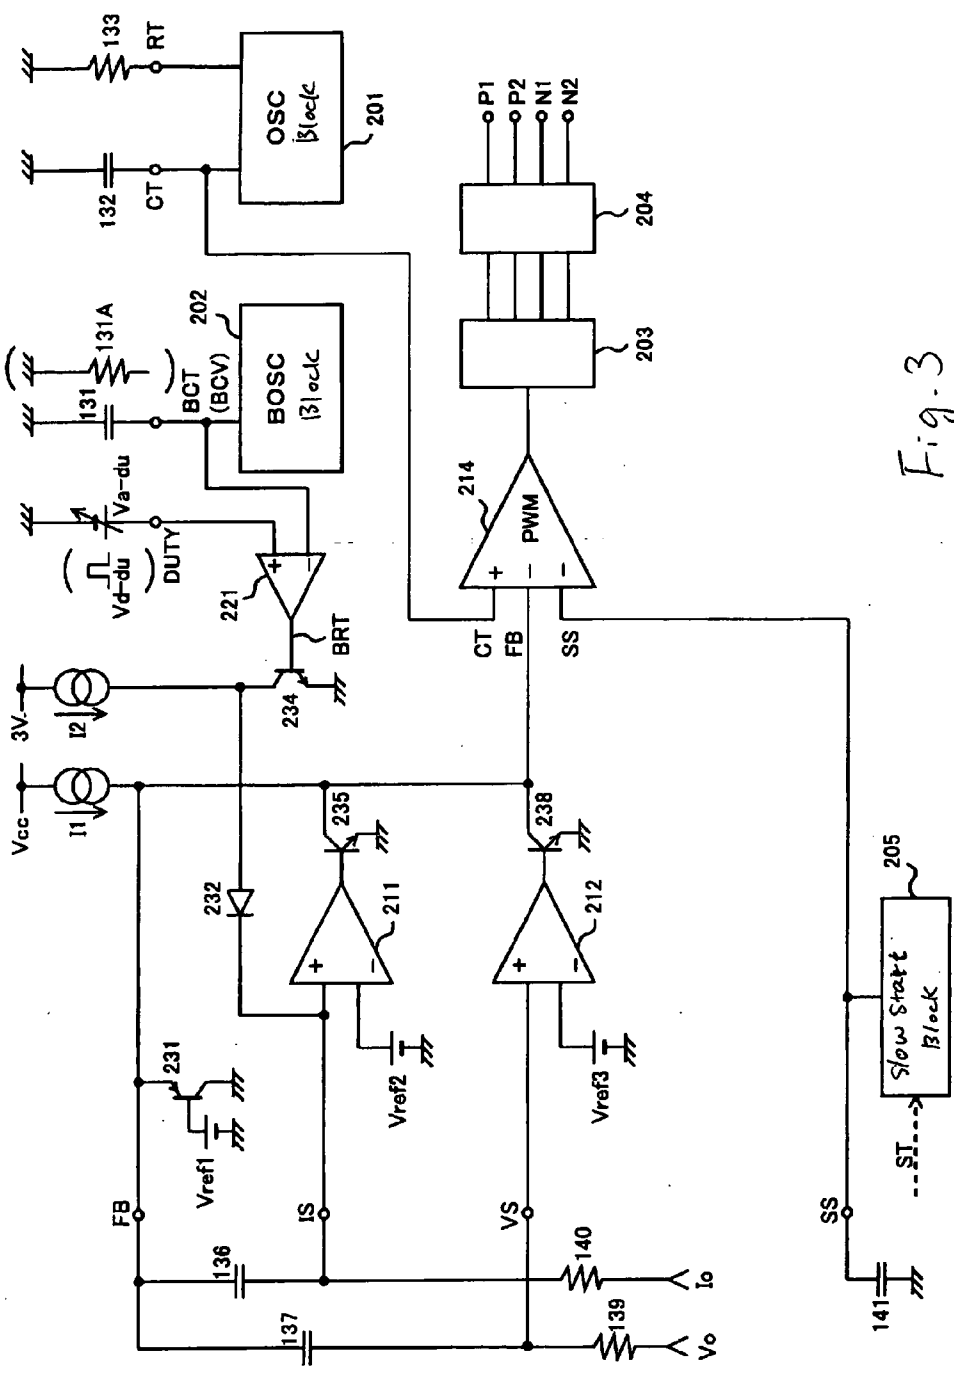 133
RT
OSC
Block
201
132
CT
131A
202
131
BCT
(BCV)
BOSC
Block
Va-du
Vd-du
DUTY
221
BRT
234
3V
I2
Vcc
I1
P1
P2
N1
N2
204
203
214
PWM
+
−
−
CT
FB
SS
+
−
235
238
232
+
−
211
+
−
212
231
Vref1
Vref2
Vref3
FB
IS
VS
136
137
140
139
Io
Vo
205
Slow Start
Block
ST
SS
141
Fig. 3